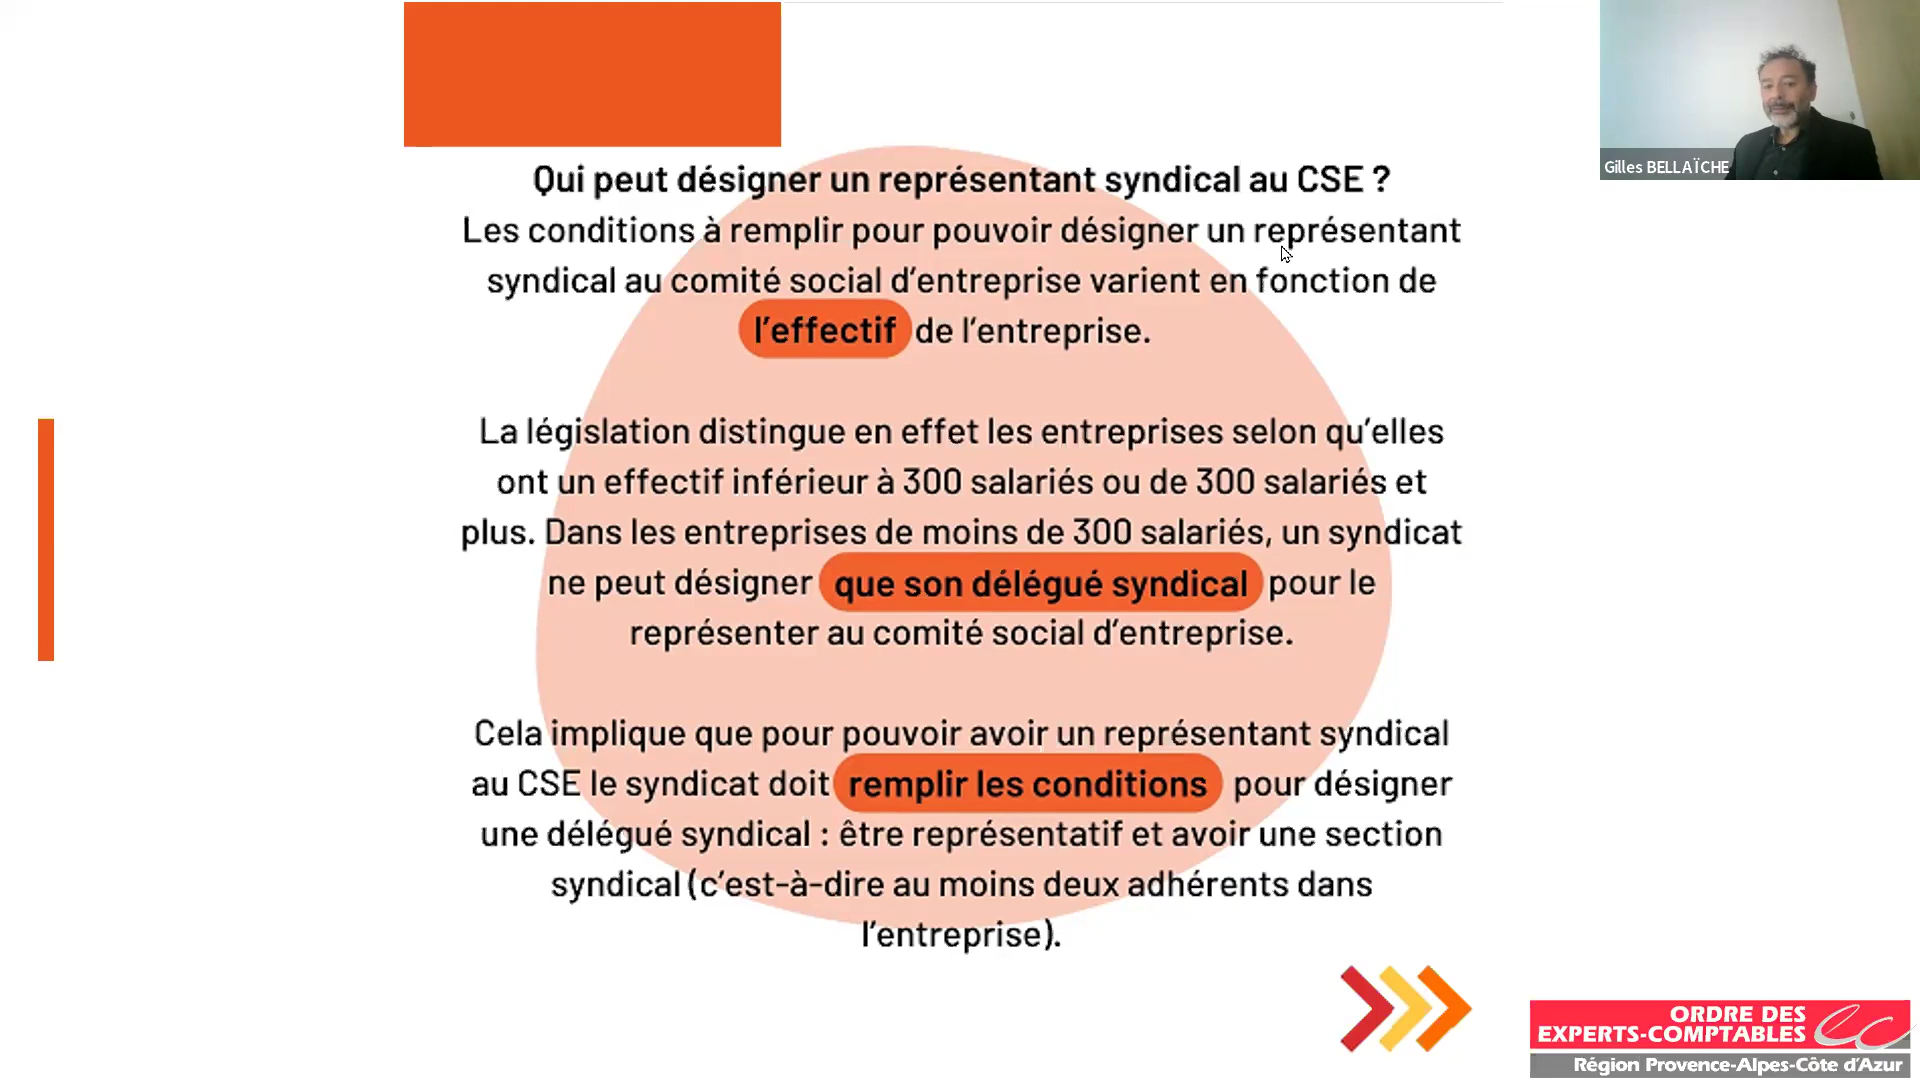 Qui peut désigner un représentant syndical au CSE ?
Les conditions à remplir pour pouvoir désigner un représentant
syndical au comité social d'entreprise varient en fonction de
l'effectif de l'entreprise.
La législation distingue en effet les entreprises selon qu'elles
ont un effectif inférieur à 300 salariés ou de 300 salariés et
plus. Dans les entreprises de moins de 300 salariés, un syndicat
ne peut désigner que son délégué syndical pour le
représenter au comité social d'entreprise.
Cela implique que pour pouvoir avoir un représentant syndical
au CSE le syndicat doit remplir les conditions pour désigner
une délégué syndical : être représentatif et avoir une section
syndical (c'est-à-dire au moins deux adhérents dans
l'entreprise).
Gilles BELLAÏCHE
ORDRE DES
EXPERTS-COMPTABLES
Région Provence-Alpes-Côte d'Azur